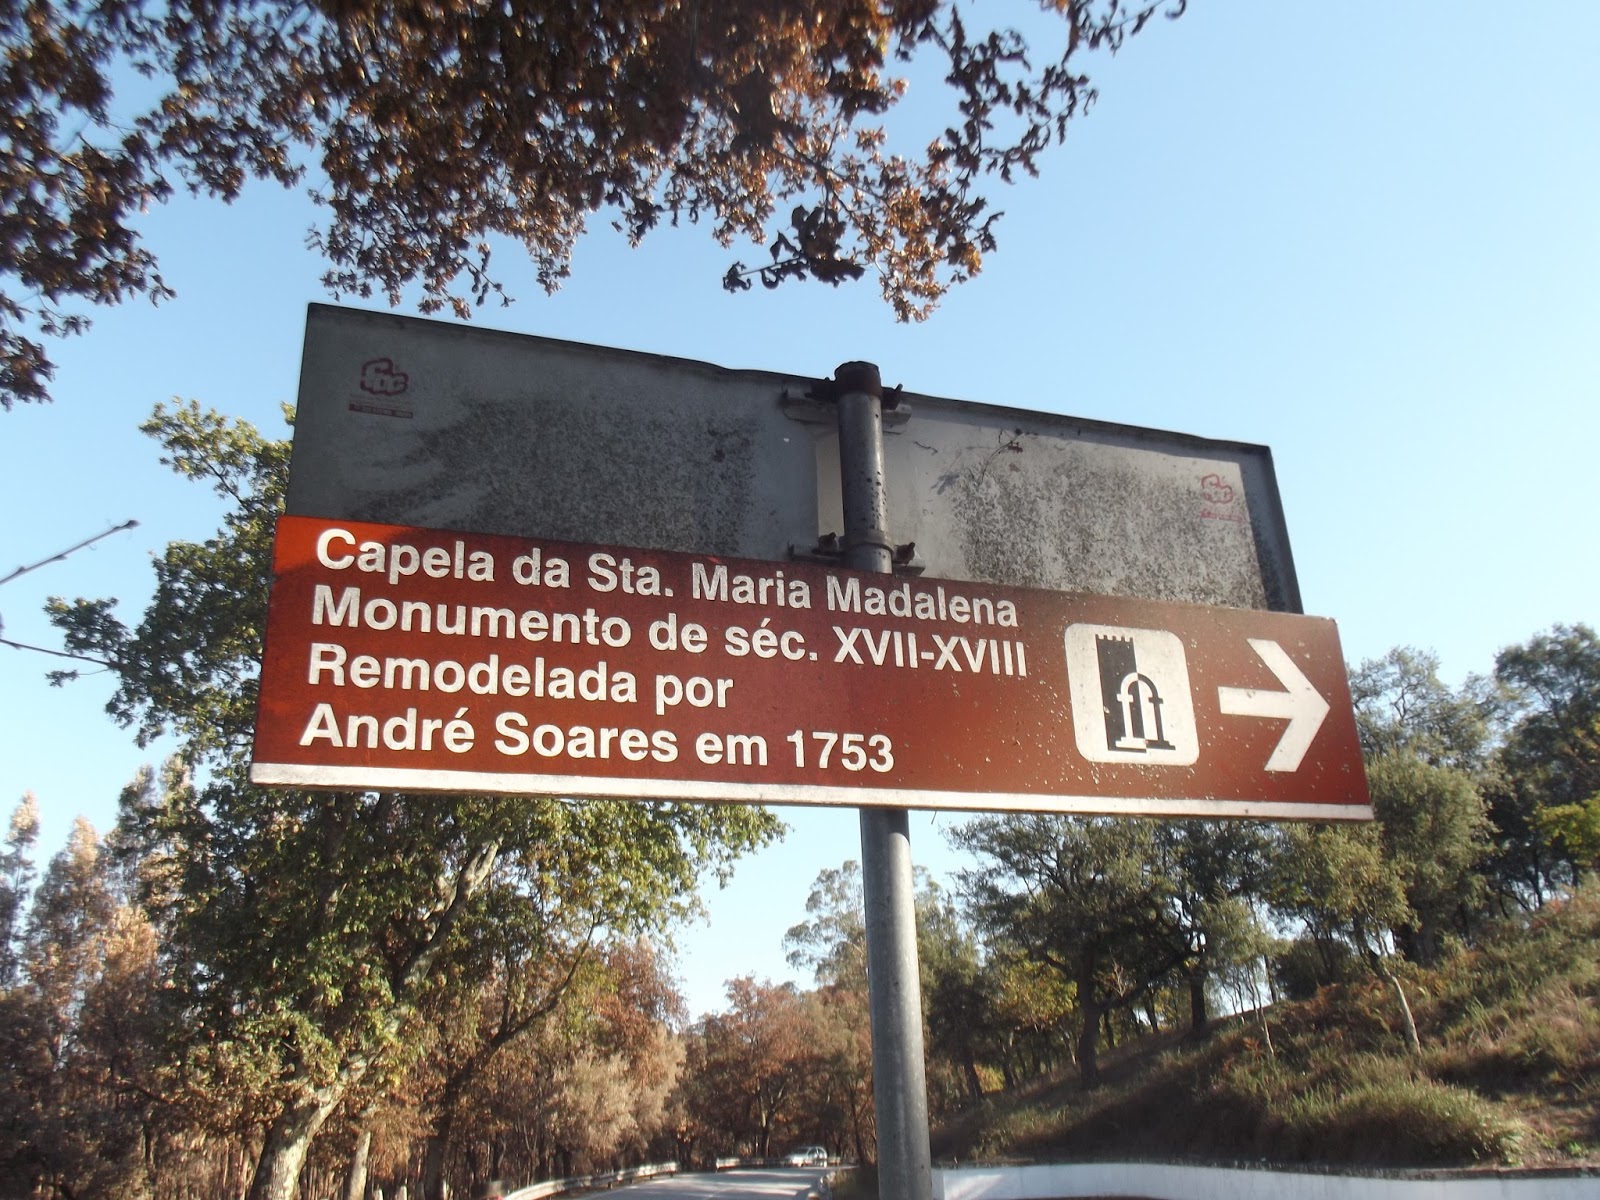 Capela da Sta. Maria Madalena
Monumento de séc. XVII-XVIII
Remodelada por
André Soares em 1753